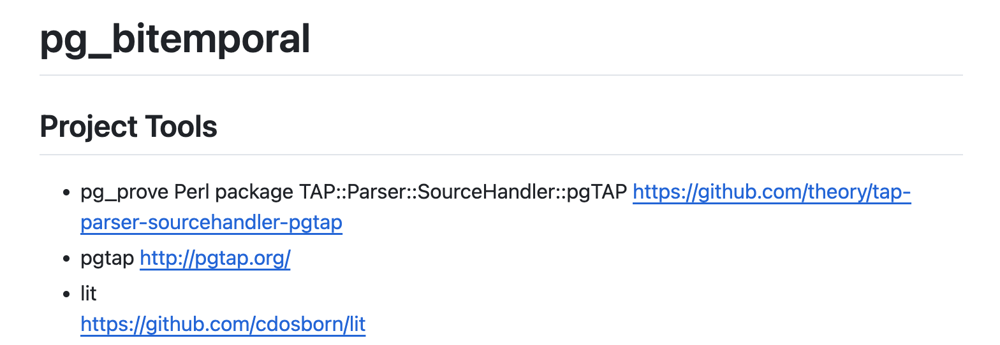 pg_bitemporal
Project Tools
pg_prove Perl package TAP::Parser::SourceHandler::pgTAP https://github.com/theory/tap-
parser-sourcehandler-pgtap
pgtap http://pgtap.org/
lit
https://github.com/cdosborn/lit